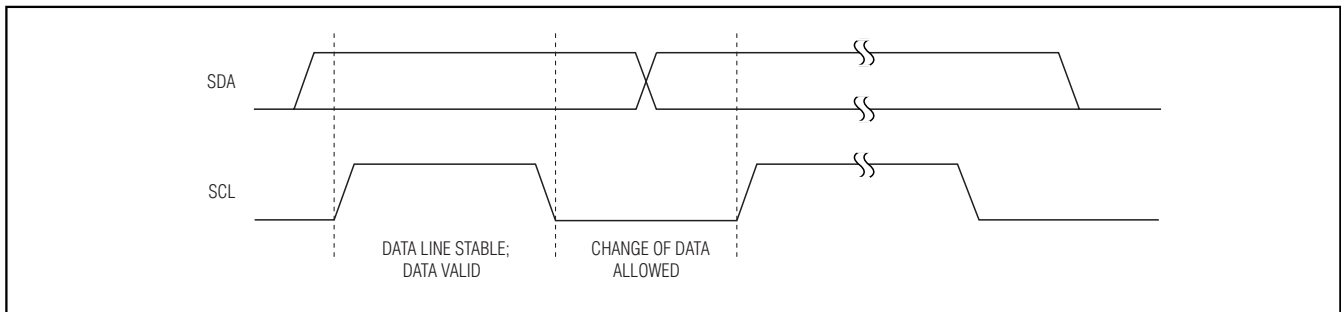 SDA
SCL
DATA LINE STABLE;
DATA VALID
CHANGE OF DATA
ALLOWED